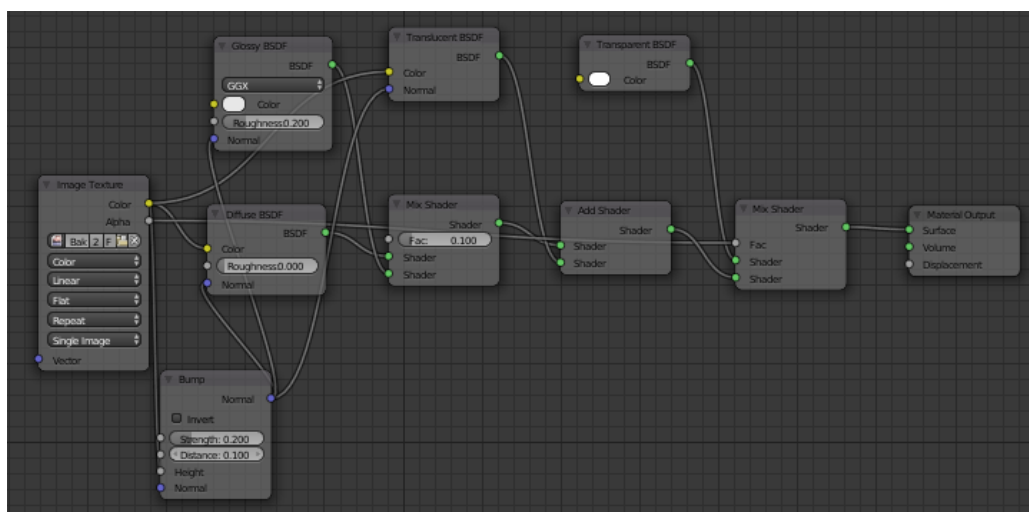 Glossy BSDF
BSDF
GGX
Color
Roughness:0.200
Normal
Translucent BSDF
BSDF
Color
Normal
Transparent BSDF
BSDF
Color
Image Texture
Color
Alpha
Bak 2 F
Color
Linear
Flat
Repeat
Single Image
Vector
Diffuse BSDF
BSDF
Color
Roughness:0.000
Normal
Mix Shader
Shader
Fac: 0.100
Shader
Shader
Add Shader
Shader
Shader
Shader
Mix Shader
Shader
Fac
Shader
Shader
Material Output
Surface
Volume
Displacement
Bump
Normal
Invert
Strength: 0.200
Distance: 0.100
Height
Normal